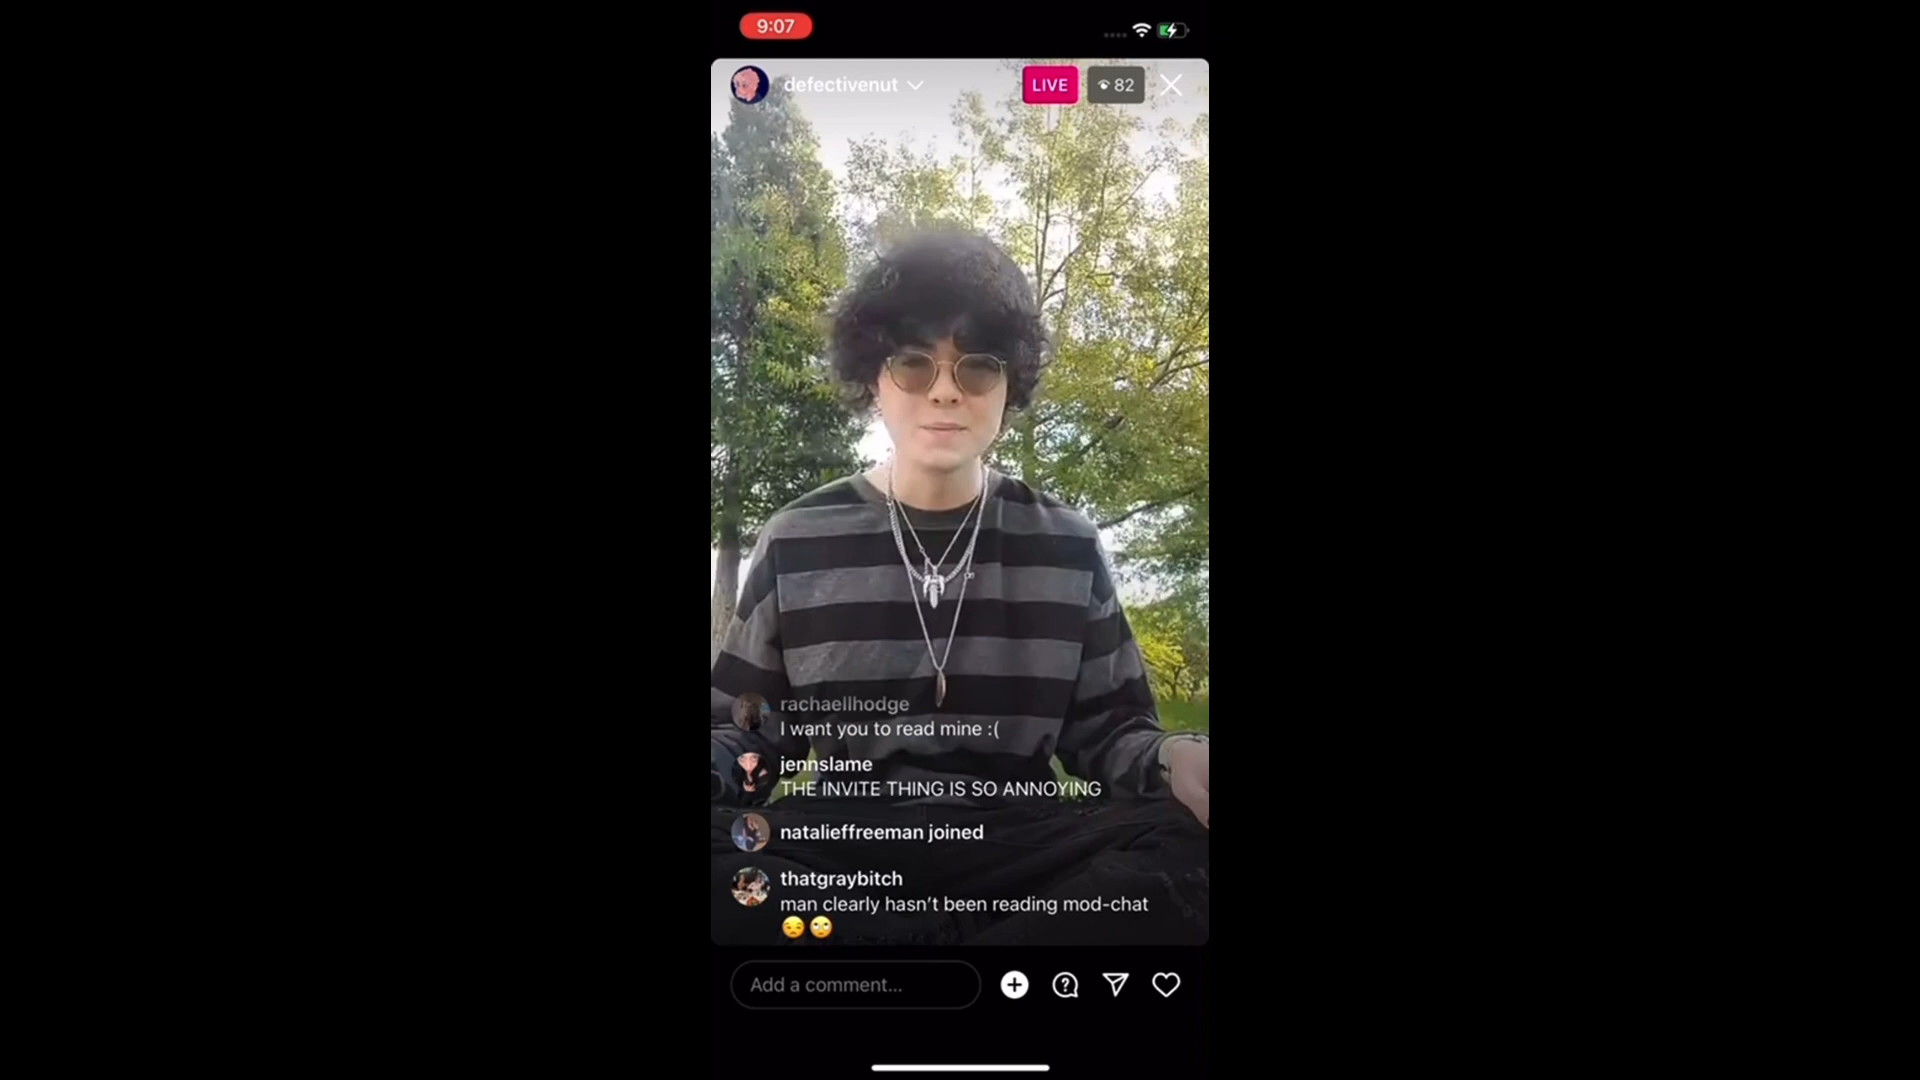 9:07
defectivenut
LIVE
82
rachaellhodge
I want you to read mine :(
jennslame
THE INVITE THING IS SO ANNOYING
natalieffreeman joined
thatgraybitch
man clearly hasn't been reading mod-chat
😒🙄
Add a comment...